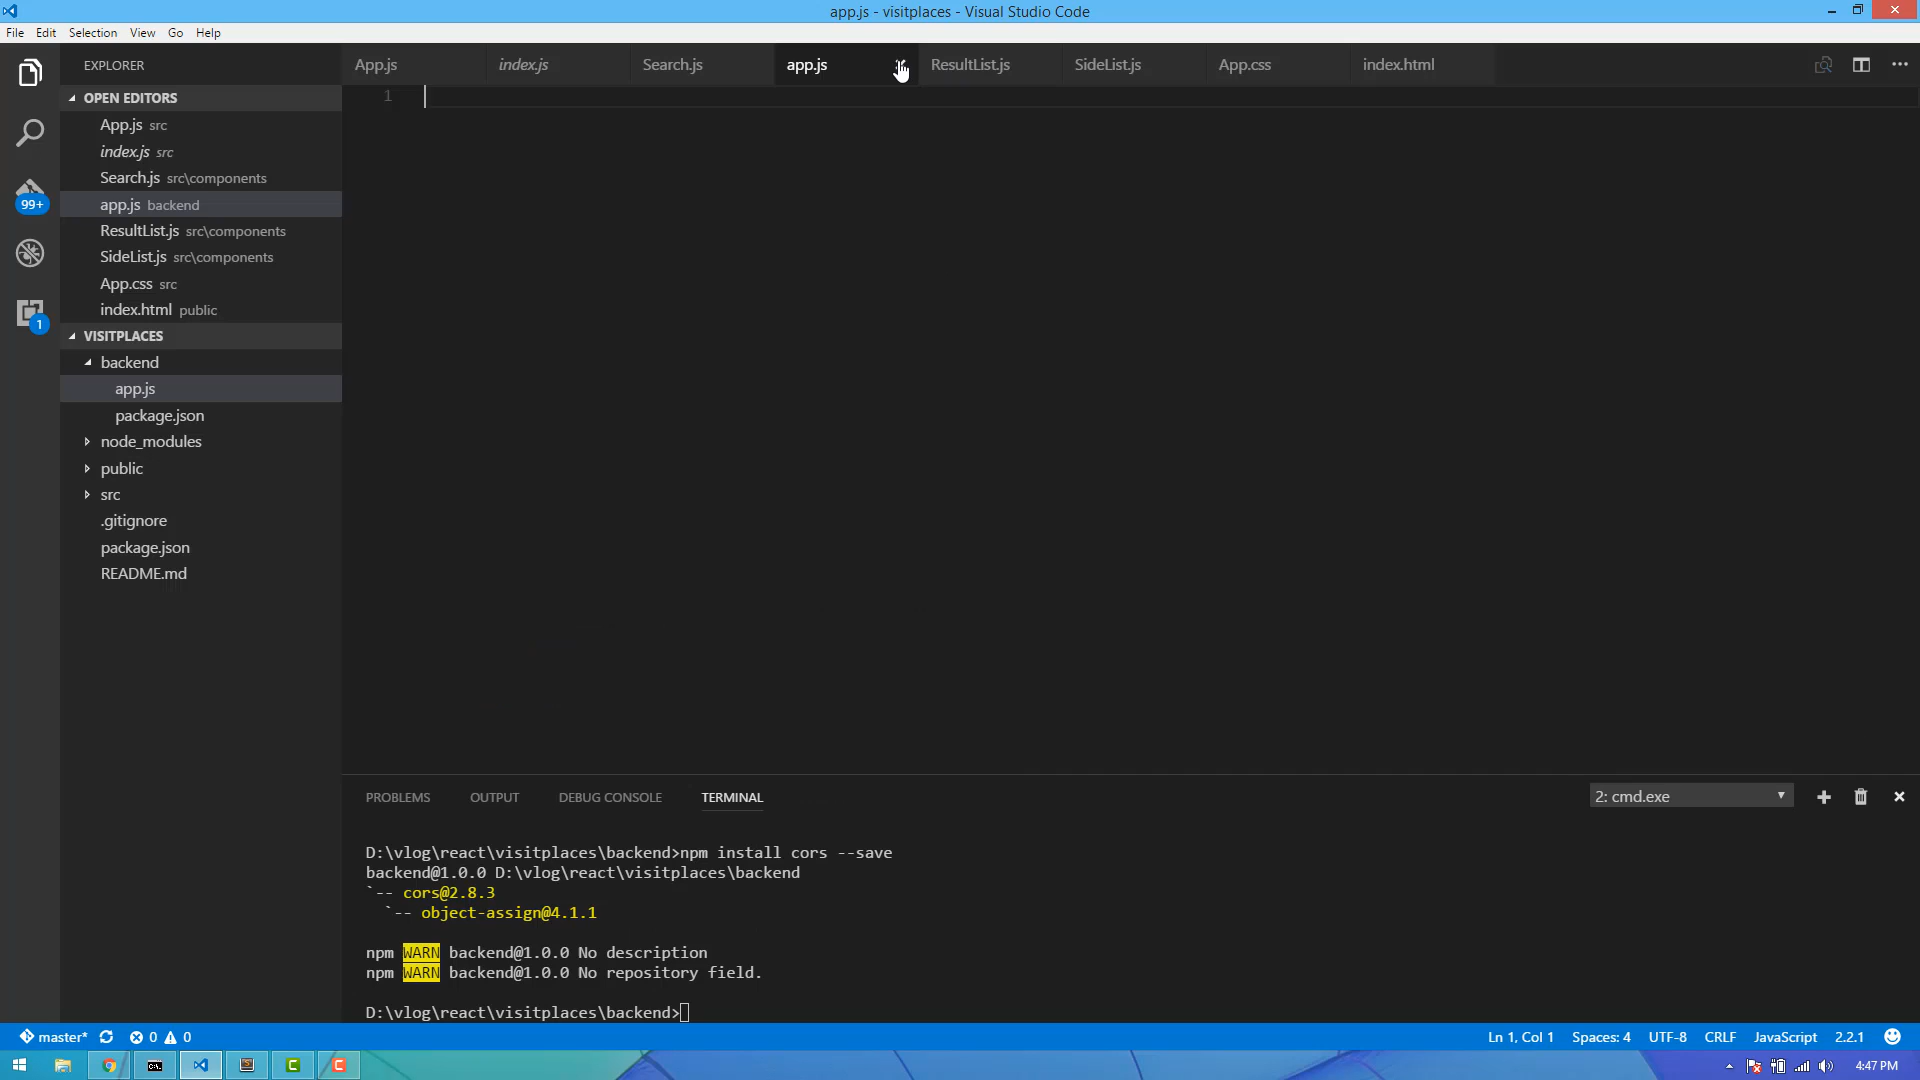 app.js - visitplaces - Visual Studio Code
File Edit Selection View Go Help
EXPLORER
App.js index.js Search.js app.js ResultList.js SideList.js App.css index.html
OPEN EDITORS
1
App.js src
index.js src
Search.js src\components
app.js backend
ResultList.js src\components
SideList.js src\components
App.css src
index.html public
99+
1
VISITPLACES
backend
app.js
package.json
node_modules
public
src
.gitignore
package.json
README.md
PROBLEMS OUTPUT DEBUG CONSOLE TERMINAL 2: cmd.exe
D:\vlog\react\visitplaces\backend>npm install cors --save
backend@1.0.0 D:\vlog\react\visitplaces\backend
`-- cors@2.8.3
`-- object-assign@4.1.1
npm WARN backend@1.0.0 No description
npm WARN backend@1.0.0 No repository field.
D:\vlog\react\visitplaces\backend>
master* 0 0 Ln 1, Col 1 Spaces: 4 UTF-8 CRLF JavaScript 2.2.1
4:47 PM